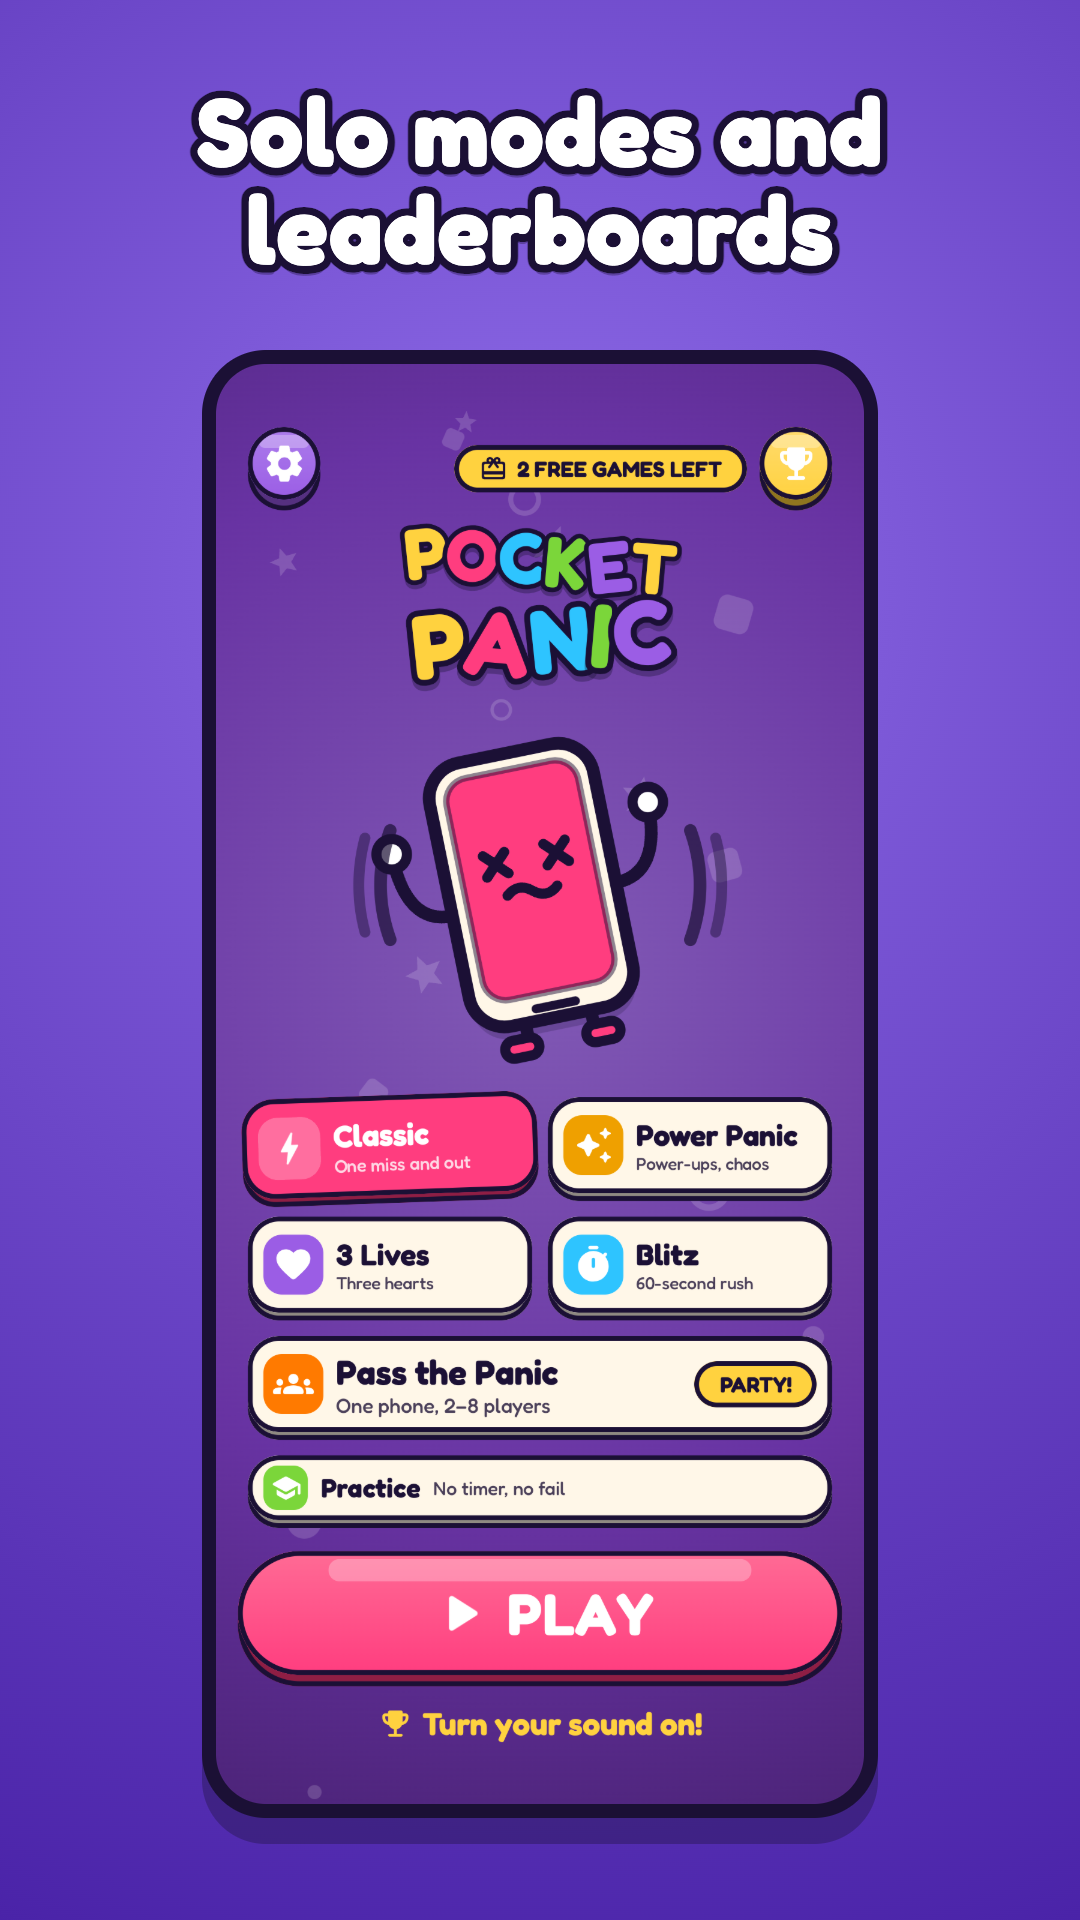 Solo modes and
leaderboards
2 FREE GAMES LEFT
POCKET
PANIC
Classic
One miss and out
Power Panic
Power-ups, chaos
3 Lives
Three hearts
Blitz
60-second rush
Pass the Panic
One phone, 2–8 players
PARTY!
Practice No timer, no fail
PLAY
Turn your sound on!